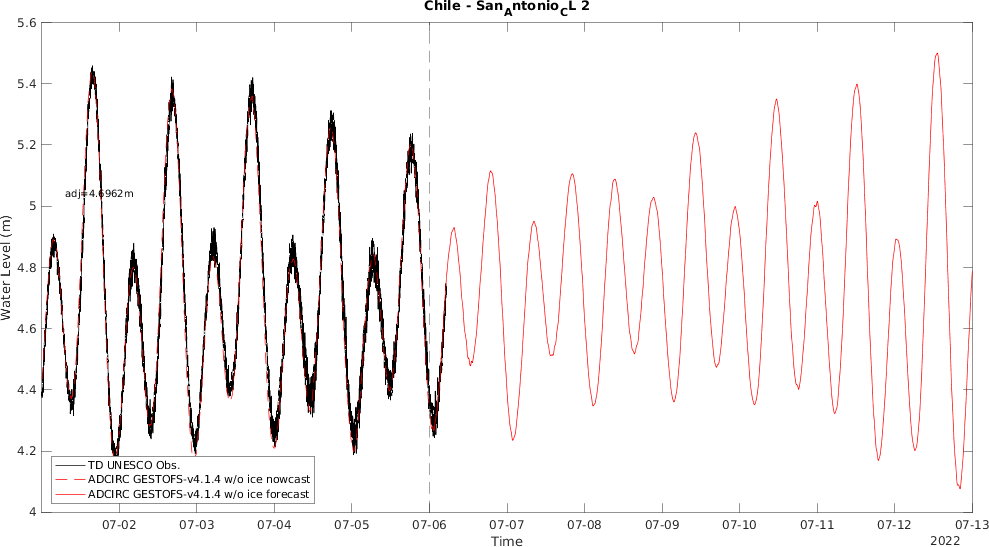 Chile - SanAntonioCL 2
5.6
5.4
5.2
5
4.8
4.6
4.4
4.2
4
Water Level (m)
adj=4.6962m
TD UNESCO Obs.
ADCIRC GESTOFS-v4.1.4 w/o ice nowcast
ADCIRC GESTOFS-v4.1.4 w/o ice forecast
07-02 07-03 07-04 07-05 07-06 07-07 07-08 07-09 07-10 07-11 07-12 07-13
Time
2022